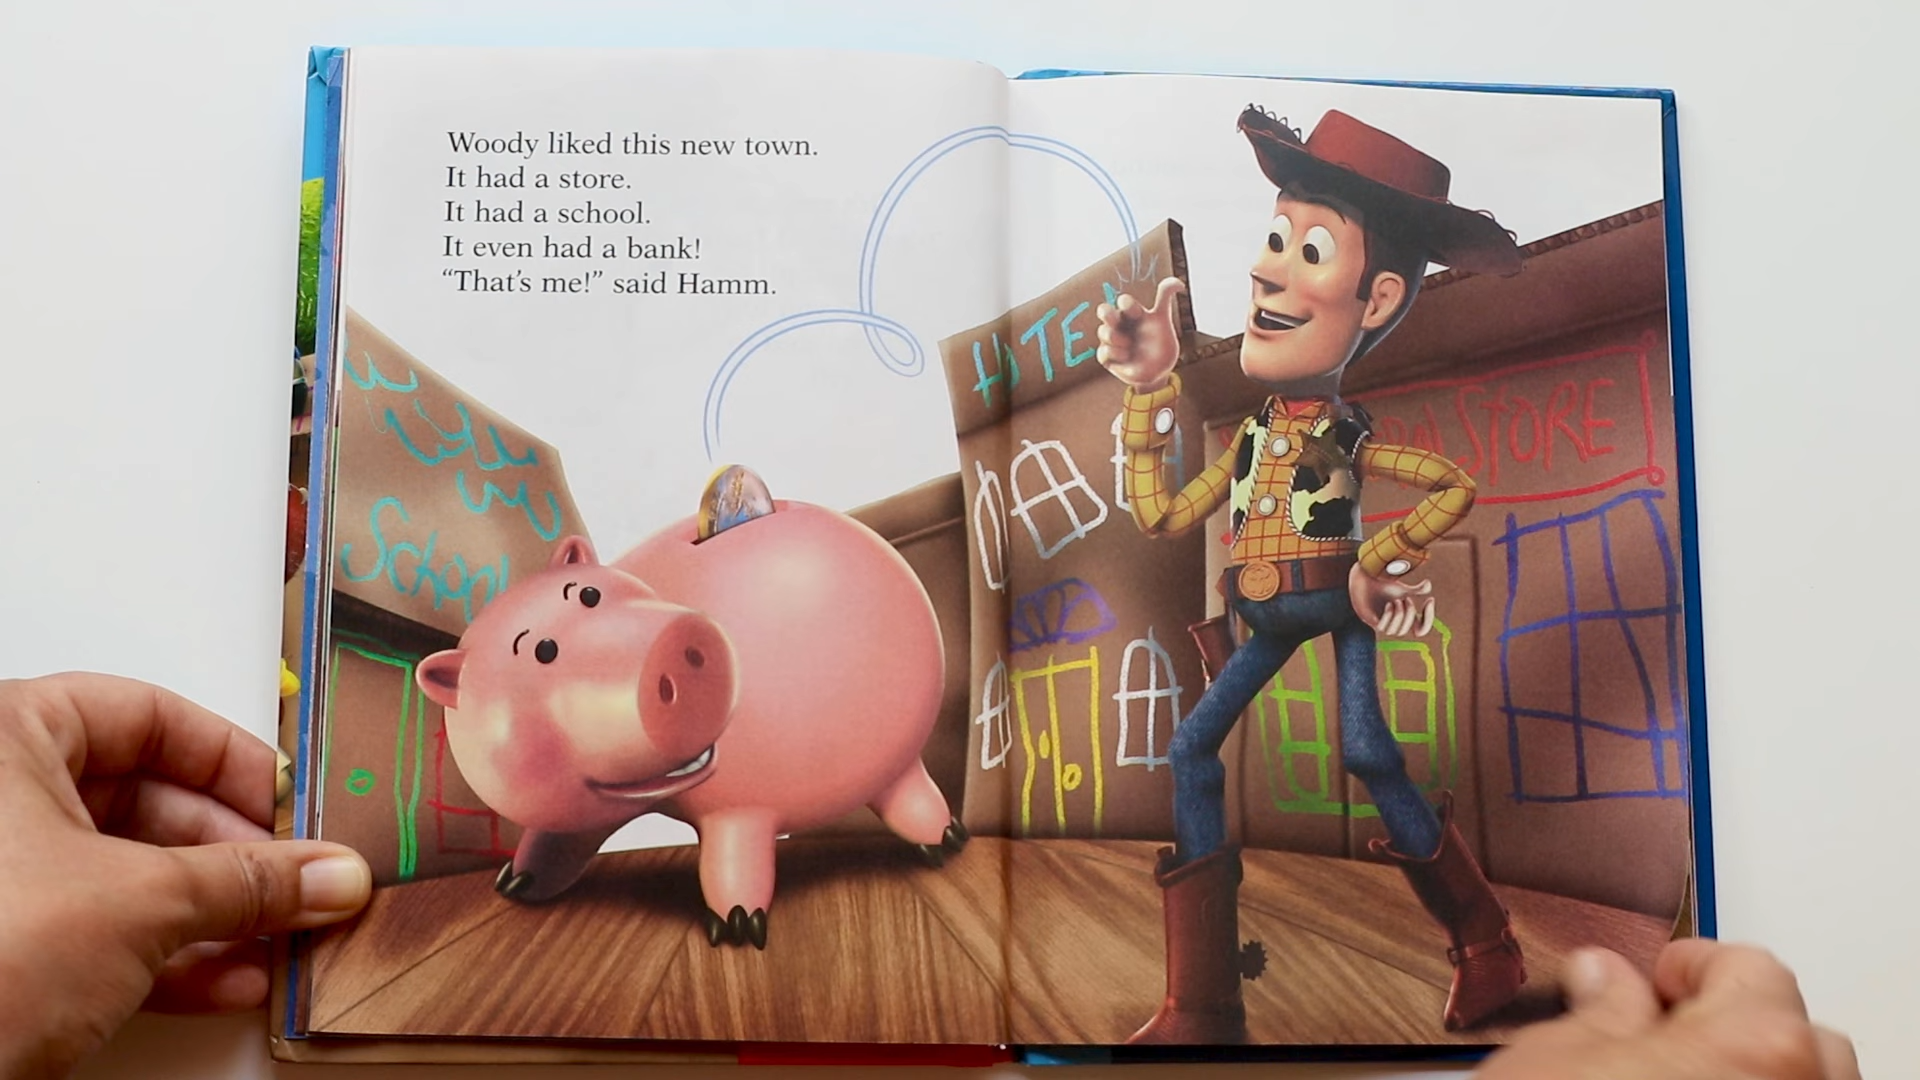 Woody liked this new town.
It had a store.
It had a school.
It even had a bank!
“That’s me!” said Hamm.
School
STORE